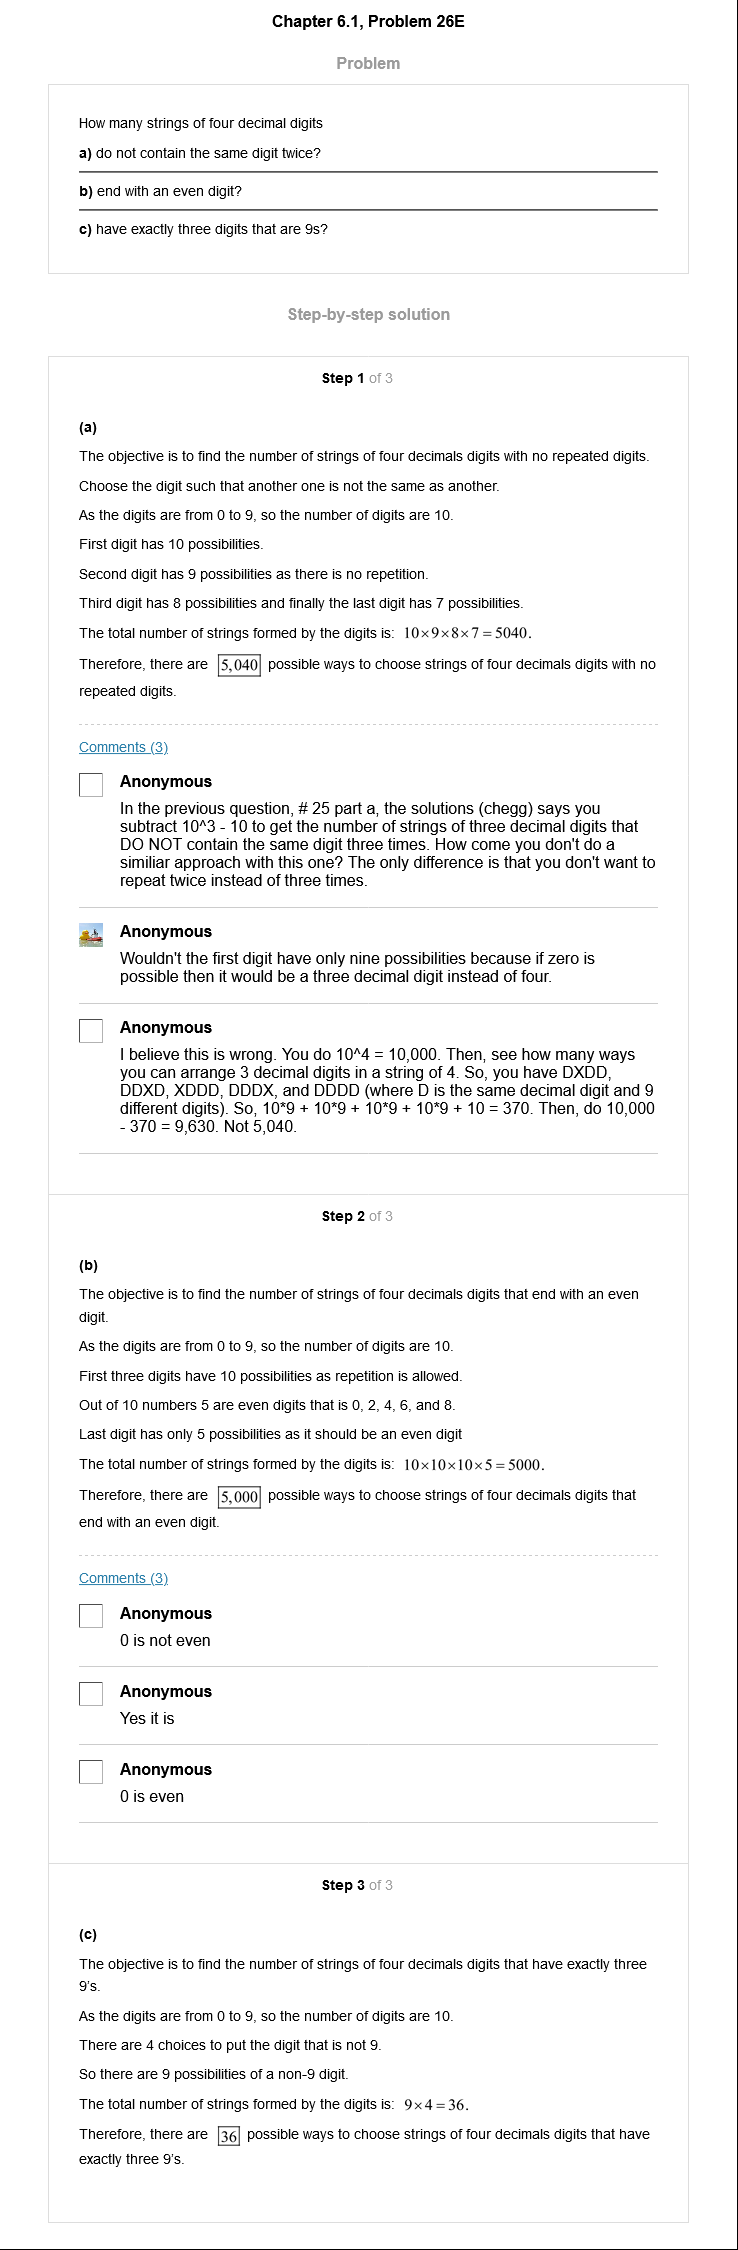 Chapter 6.1, Problem 26E
Problem
How many strings of four decimal digits
a) do not contain the same digit twice?
b) end with an even digit?
c) have exactly three digits that are 9s?
Step-by-step solution
Step 1 of 3
(a)
The objective is to find the number of strings of four decimals digits with no repeated digits.
Choose the digit such that another one is not the same as another.
As the digits are from 0 to 9, so the number of digits are 10.
First digit has 10 possibilities.
Second digit has 9 possibilities as there is no repetition.
Third digit has 8 possibilities and finally the last digit has 7 possibilities.
The total number of strings formed by the digits is: 10×9×8×7=5040.
Therefore, there are 5,040 possible ways to choose strings of four decimals digits with no
repeated digits.
Comments (3)
Anonymous
In the previous question, # 25 part a, the solutions (chegg) says you
subtract 10^3 - 10 to get the number of strings of three decimal digits that
DO NOT contain the same digit three times. How come you don't do a
similiar approach with this one? The only difference is that you don't want to
repeat twice instead of three times.
Anonymous
Wouldn't the first digit have only nine possibilities because if zero is
possible then it would be a three decimal digit instead of four.
Anonymous
I believe this is wrong. You do 10^4 = 10,000. Then, see how many ways
you can arrange 3 decimal digits in a string of 4. So, you have DXDD,
DDXD, XDDD, DDDX, and DDDD (where D is the same decimal digit and 9
different digits). So, 10*9 + 10*9 + 10*9 + 10*9 + 10 = 370. Then, do 10,000
- 370 = 9,630. Not 5,040.
Step 2 of 3
(b)
The objective is to find the number of strings of four decimals digits that end with an even
digit.
As the digits are from 0 to 9, so the number of digits are 10.
First three digits have 10 possibilities as repetition is allowed.
Out of 10 numbers 5 are even digits that is 0, 2, 4, 6, and 8.
Last digit has only 5 possibilities as it should be an even digit
The total number of strings formed by the digits is: 10×10×10×5=5000.
Therefore, there are 5,000 possible ways to choose strings of four decimals digits that
end with an even digit.
Comments (3)
Anonymous
0 is not even
Anonymous
Yes it is
Anonymous
0 is even
Step 3 of 3
(c)
The objective is to find the number of strings of four decimals digits that have exactly three
9's.
As the digits are from 0 to 9, so the number of digits are 10.
There are 4 choices to put the digit that is not 9.
So there are 9 possibilities of a non-9 digit.
The total number of strings formed by the digits is: 9×4=36.
Therefore, there are 36 possible ways to choose strings of four decimals digits that have
exactly three 9's.